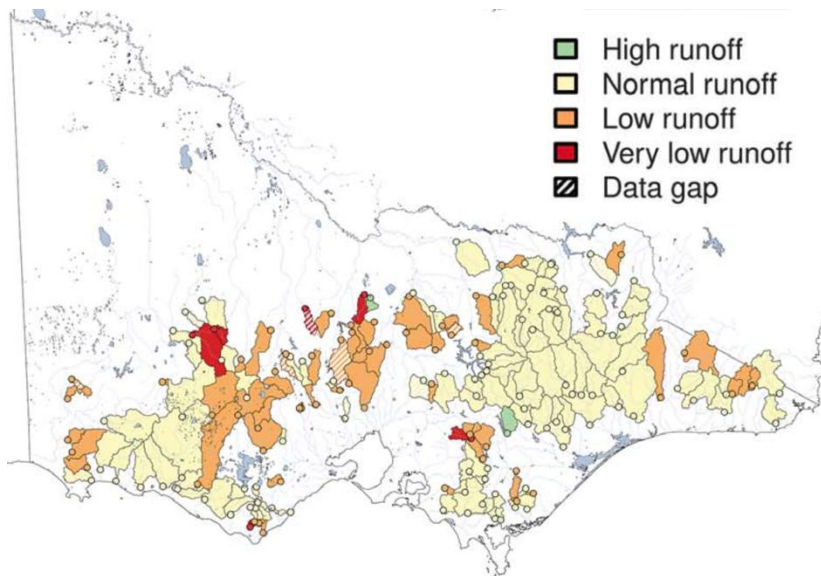 High runoff
Normal runoff
Low runoff
Very low runoff
Data gap